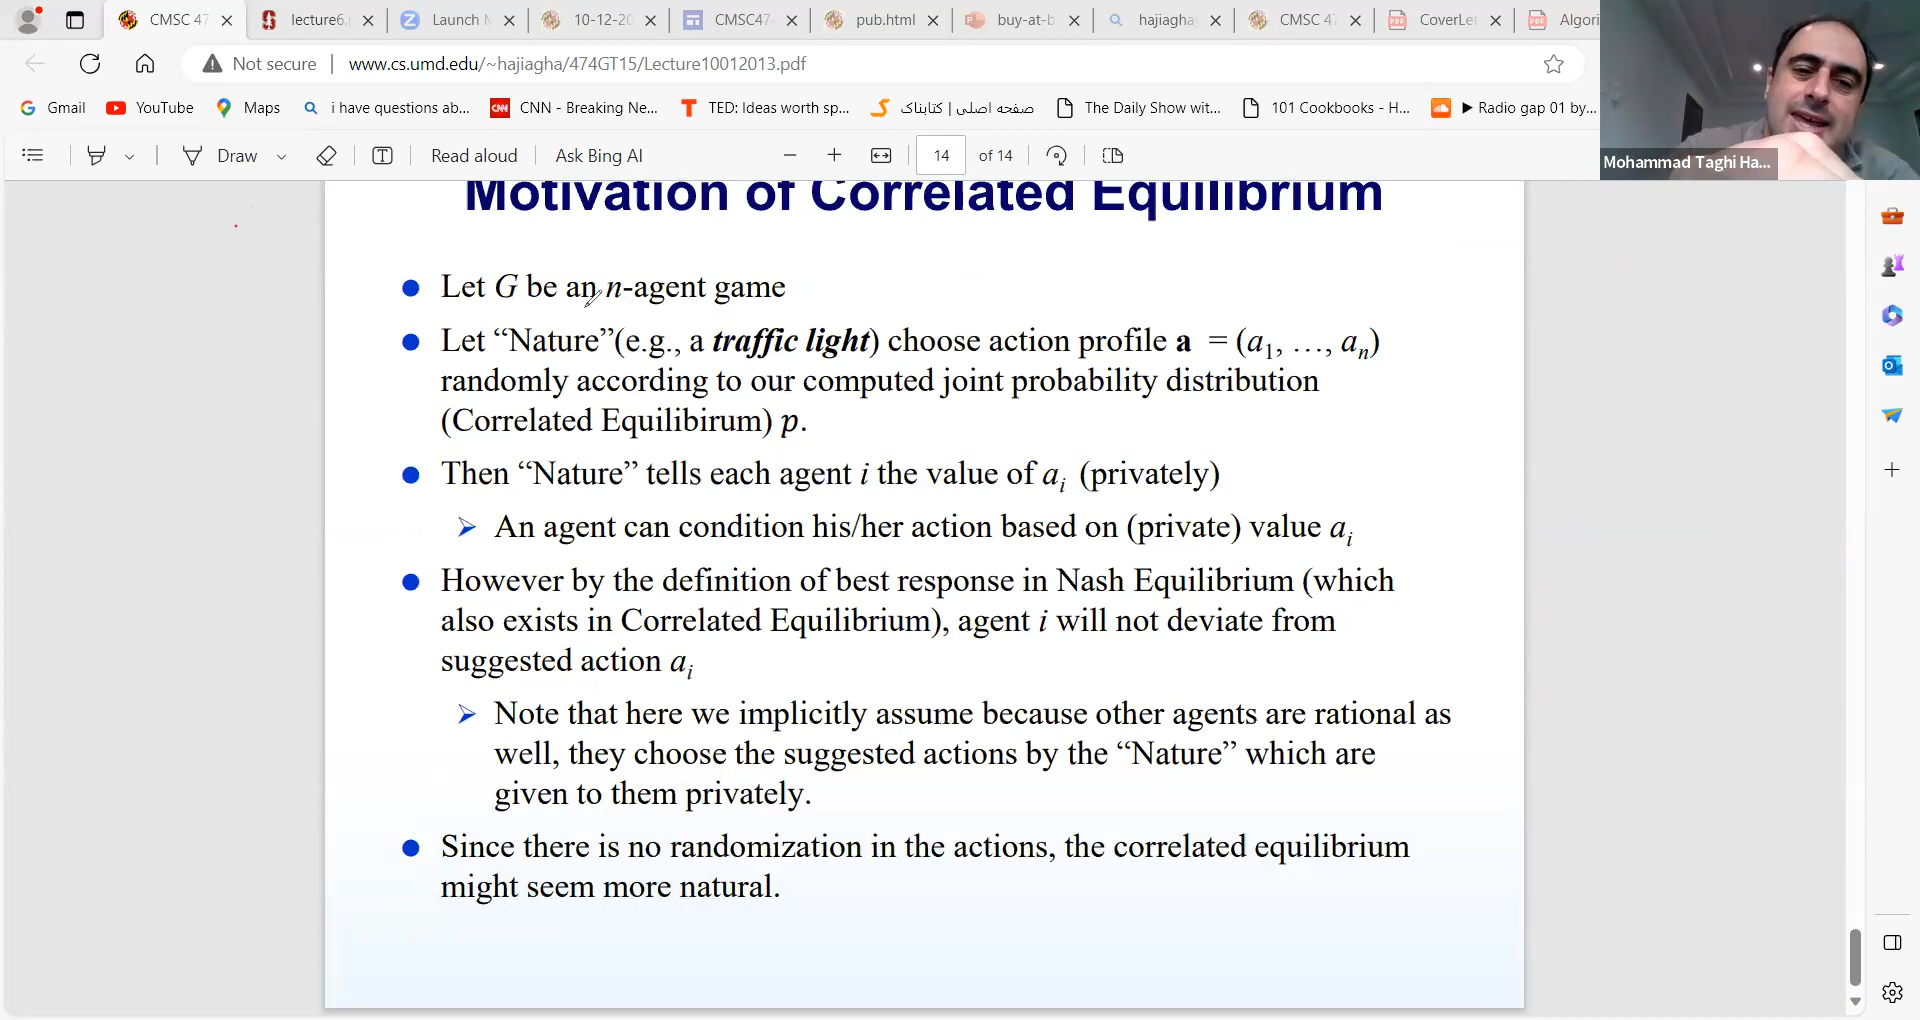 CMSC 47
lecture6.p
Launch M
10-12-20
CMSC47
pub.html
buy-at-b
hajiagha
CMSC 47
CoverLet
Algori
Not secure
www.cs.umd.edu/~hajiagha/474GT15/Lecture10012013.pdf
Gmail
YouTube
Maps
i have questions ab...
CNN - Breaking Ne...
TED: Ideas worth sp...
صفحه اصلی | کتابناک
The Daily Show wit...
101 Cookbooks - H...
▶ Radio gap 01 by...
Draw
Read aloud
Ask Bing AI
14 of 14
Mohammad Taghi Ha...
Motivation of Correlated Equilibrium
Let G be an n-agent game
Let “Nature”(e.g., a traffic light) choose action profile a = (a1, …, an)
randomly according to our computed joint probability distribution
(Correlated Equilibirum) p.
Then “Nature” tells each agent i the value of ai (privately)
An agent can condition his/her action based on (private) value ai
However by the definition of best response in Nash Equilibrium (which
also exists in Correlated Equilibrium), agent i will not deviate from
suggested action ai
Note that here we implicitly assume because other agents are rational as
well, they choose the suggested actions by the “Nature” which are
given to them privately.
Since there is no randomization in the actions, the correlated equilibrium
might seem more natural.